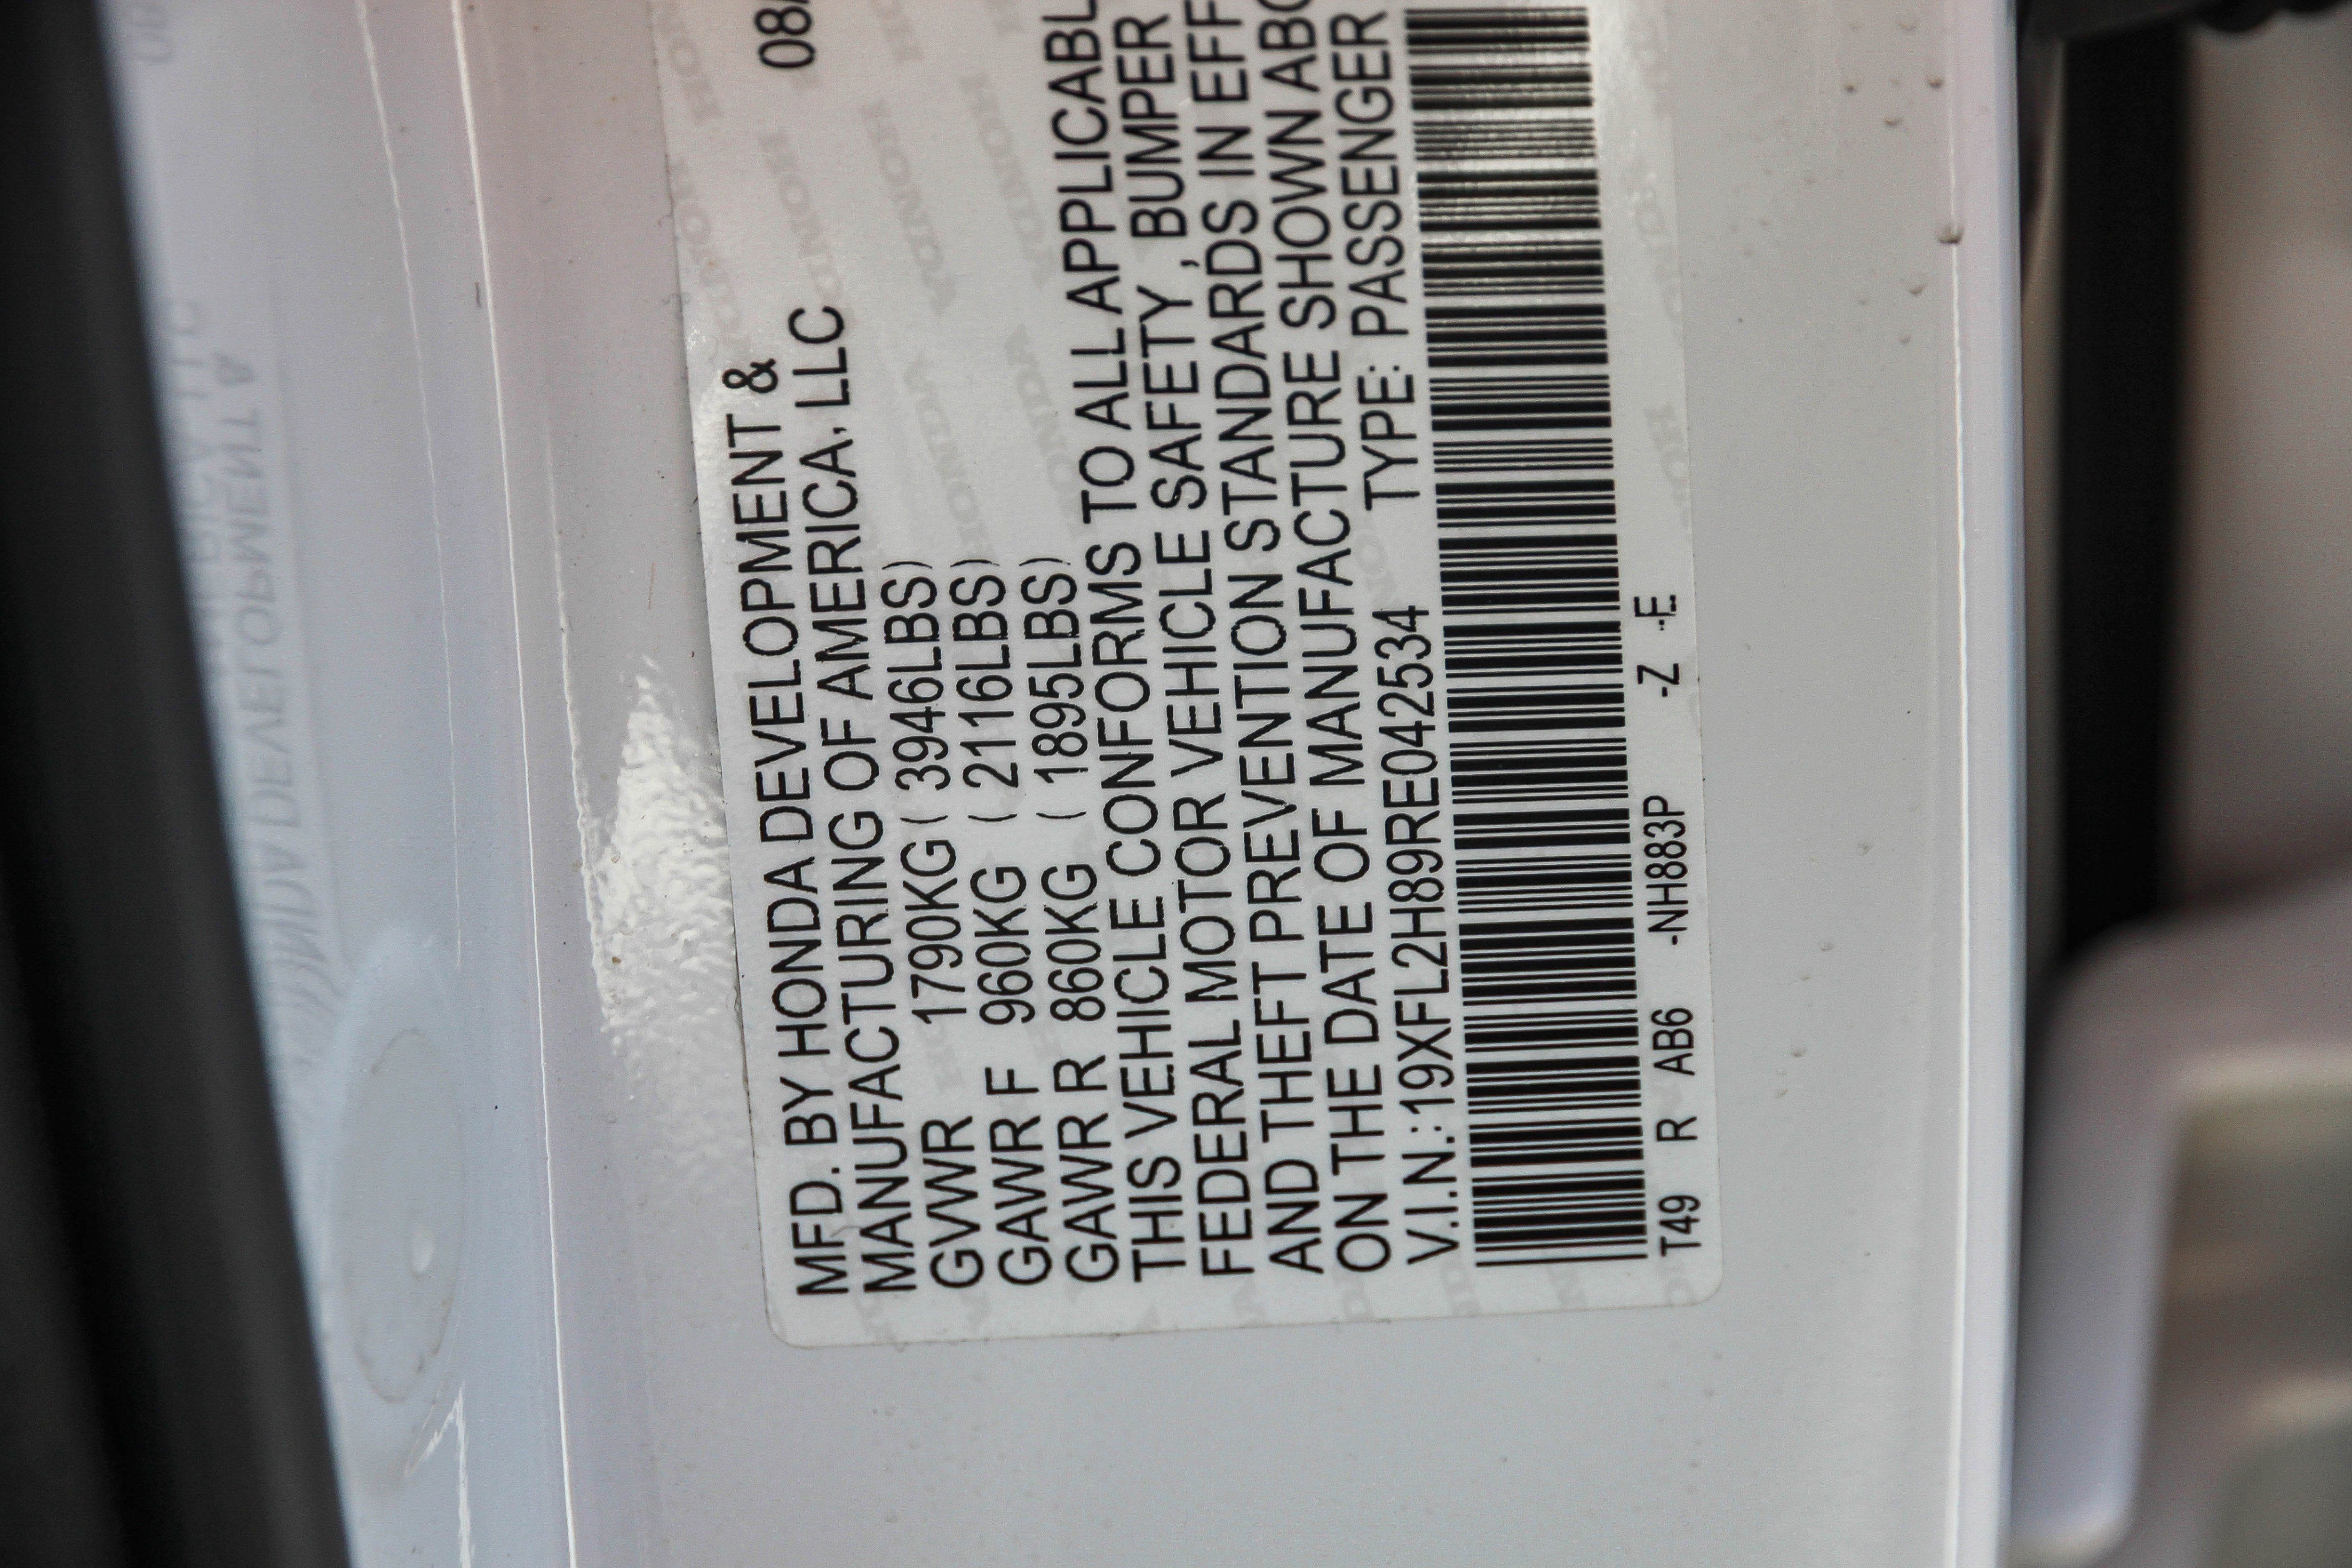 08/
MFD. BY HONDA DEVELOPMENT &
MANUFACTURING OF AMERICA, LLC
GVWR 1790KG ( 3946LBS)
GAWR F 960KG ( 2116LBS)
GAWR R 860KG ( 1895LBS)
THIS VEHICLE CONFORMS TO ALL APPLICABL
FEDERAL MOTOR VEHICLE SAFETY , BUMPER
AND THEFT PREVENTION STANDARDS IN EFF
ON THE DATE OF MANUFACTURE SHOWN ABO
V.I.N.:19XFL2H89RE042534 TYPE: PASSENGER
T49 R AB6 -NH883P -Z -E